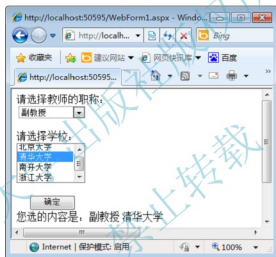 http://localhost:50595/WebForm1.aspx - Windo...
http://localh...
Bing
收藏夹
建议网站
网页快讯库
百度
http://localhost:50595...
请选择教师的职称：
副教授
请选择学校：
北京大学
清华大学
南开大学
浙江大学
确定
您选的内容是：副教授 清华大学
Internet | 保护模式: 启用
100%